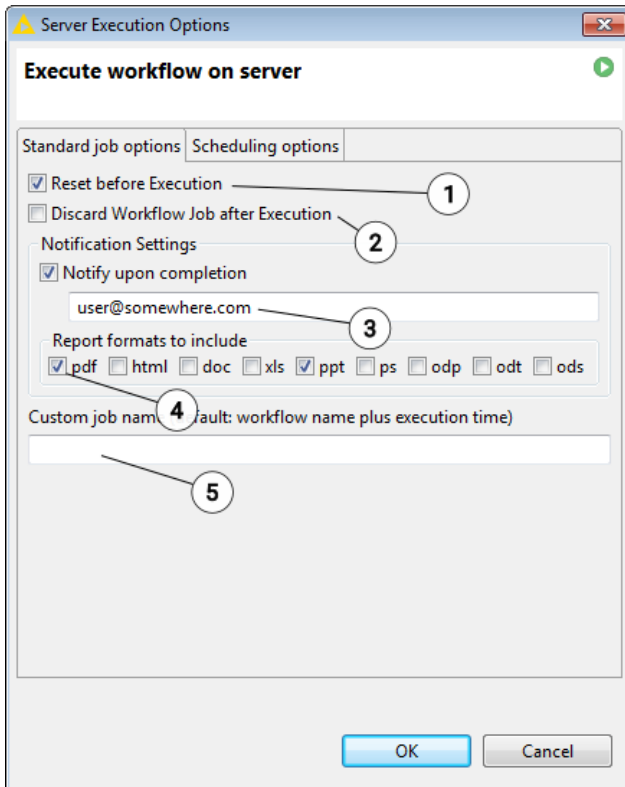 Server Execution Options
Execute workflow on server
Standard job options Scheduling options
Reset before Execution
1
Discard Workflow Job after Execution
2
Notification Settings
Notify upon completion
user@somewhere.com
3
Report formats to include
pdf html doc xls ppt ps odp odt ods
4
Custom job name fault: workflow name plus execution time)
5
OK Cancel